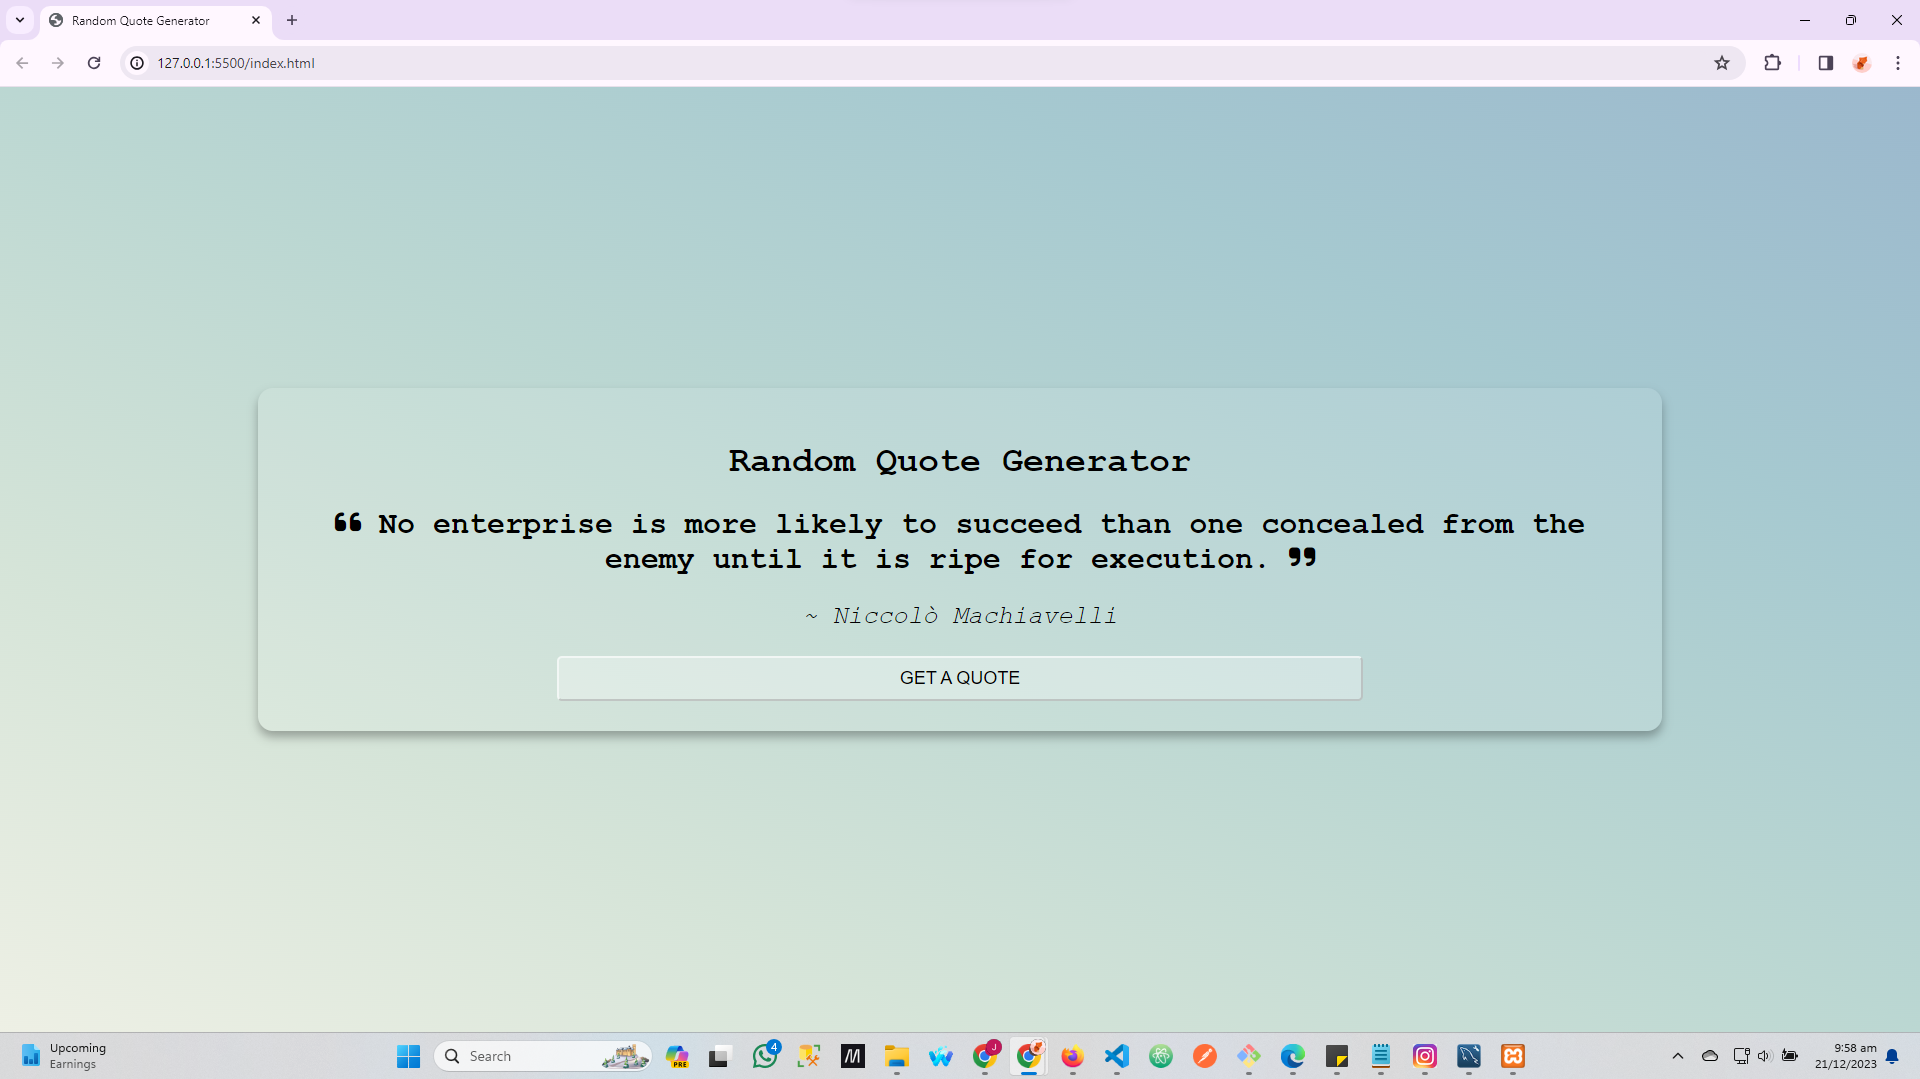 Random Quote Generator
127.0.0.1:5500/index.html
Random Quote Generator
❝ No enterprise is more likely to succeed than one concealed from the
enemy until it is ripe for execution. ❞
~ Niccolò Machiavelli
GET A QUOTE
Upcoming
Earnings
Search
PRE
4
J
9:58 am
21/12/2023